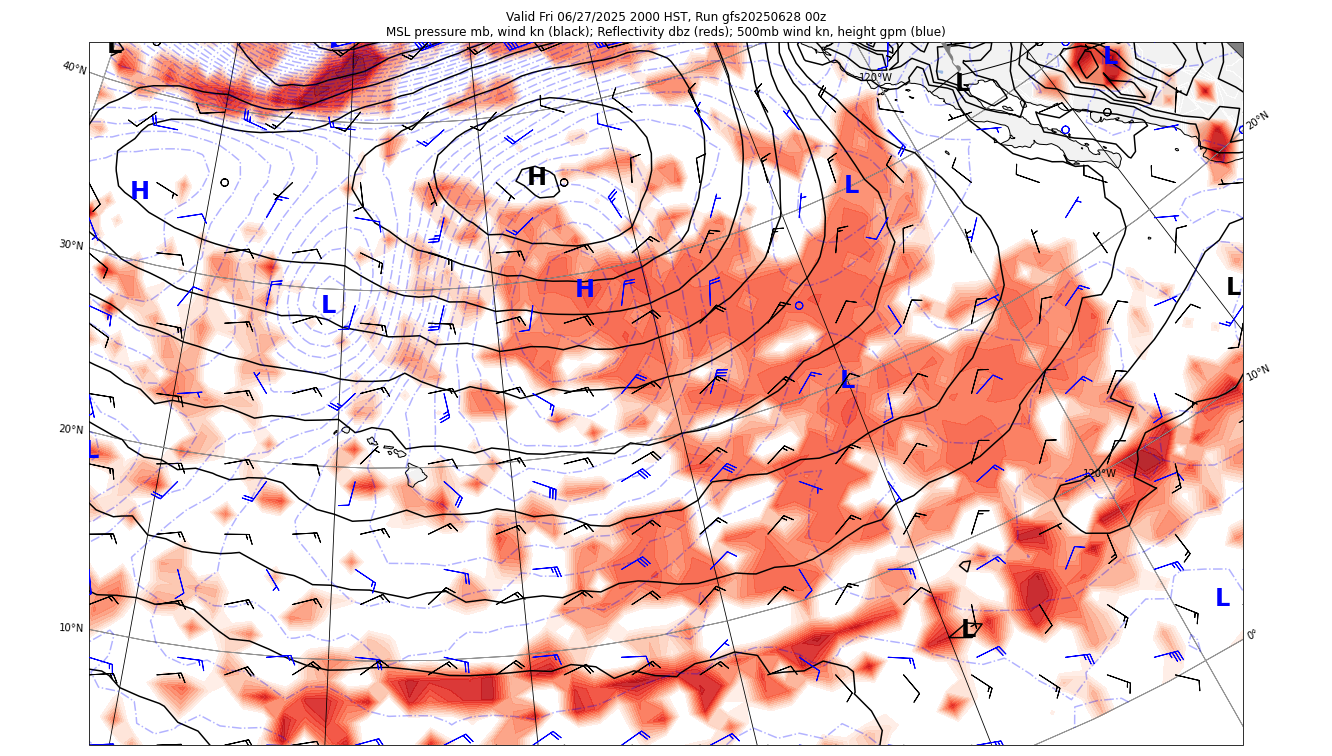 Valid Fri 06/27/2025 2000 HST, Run gfs20250628 00z
MSL pressure mb, wind kn (black); Reflectivity dbz (reds); 500mb wind kn, height gpm (blue)
L
L
40°N
120°W
L
20°N
H
H
L
30°N
H
L
L
L
10°N
20°N
L
120°W
L
10°N
L
0°